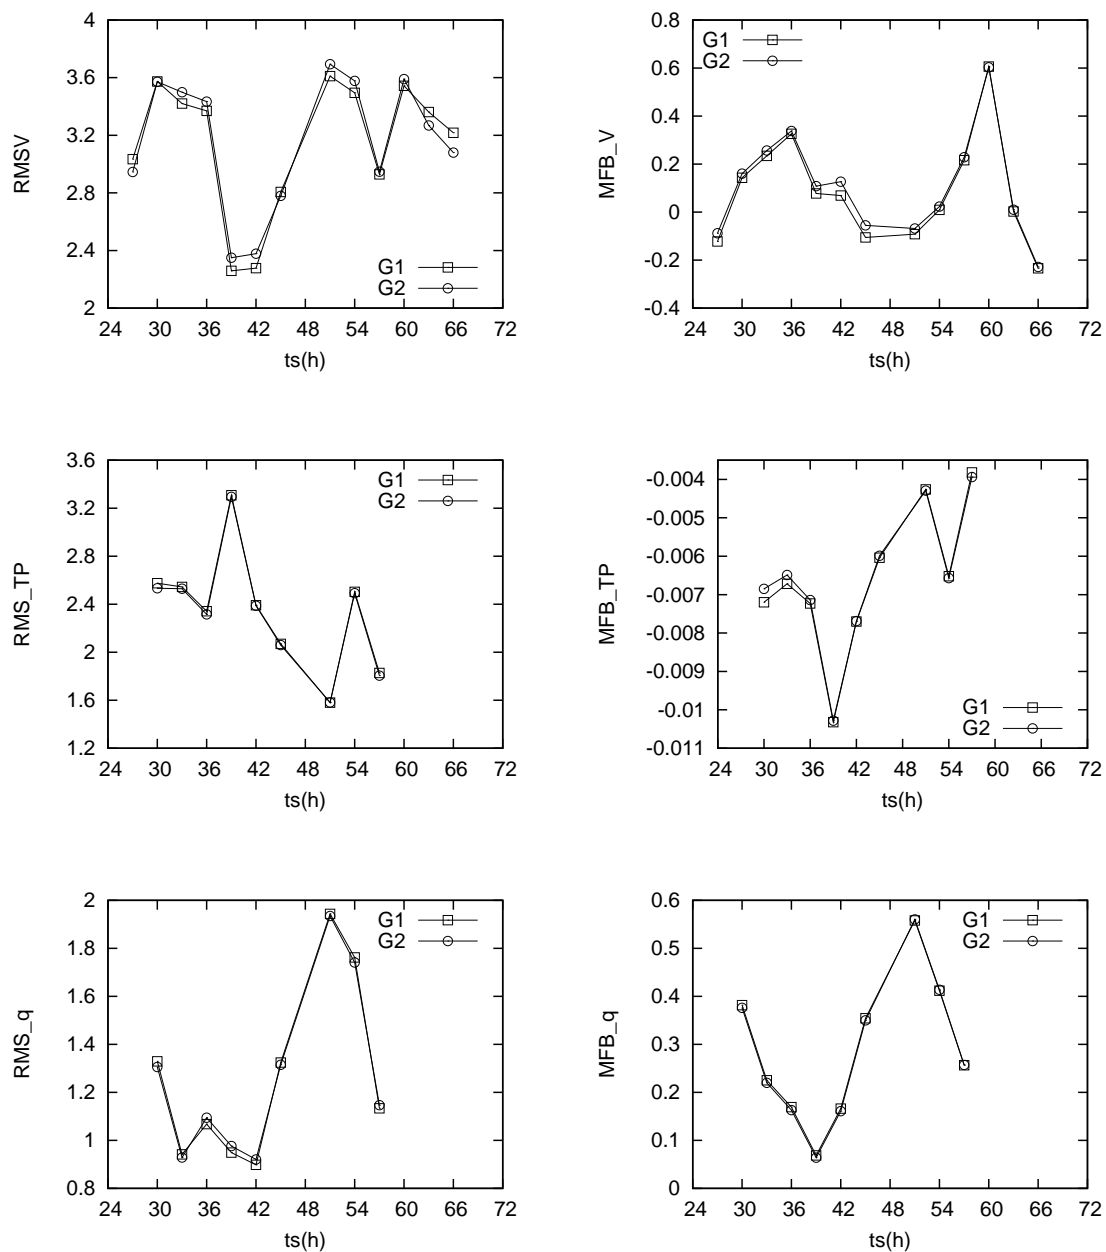 4
3.6
3.2
2.8
2.4
2
RMSV
G1
G2
24 30 36 42 48 54 60 66 72
ts(h)
0.8
0.6
0.4
0.2
0
-0.2
-0.4
MFB_V
G1
G2
24 30 36 42 48 54 60 66 72
ts(h)
3.6
3.2
2.8
2.4
2
1.6
1.2
RMS_TP
G1
G2
24 30 36 42 48 54 60 66 72
ts(h)
-0.004
-0.005
-0.006
-0.007
-0.008
-0.009
-0.01
-0.011
MFB_TP
G1
G2
24 30 36 42 48 54 60 66 72
ts(h)
2
1.8
1.6
1.4
1.2
1
0.8
RMS_q
G1
G2
24 30 36 42 48 54 60 66 72
ts(h)
0.6
0.5
0.4
0.3
0.2
0.1
0
MFB_q
G1
G2
24 30 36 42 48 54 60 66 72
ts(h)